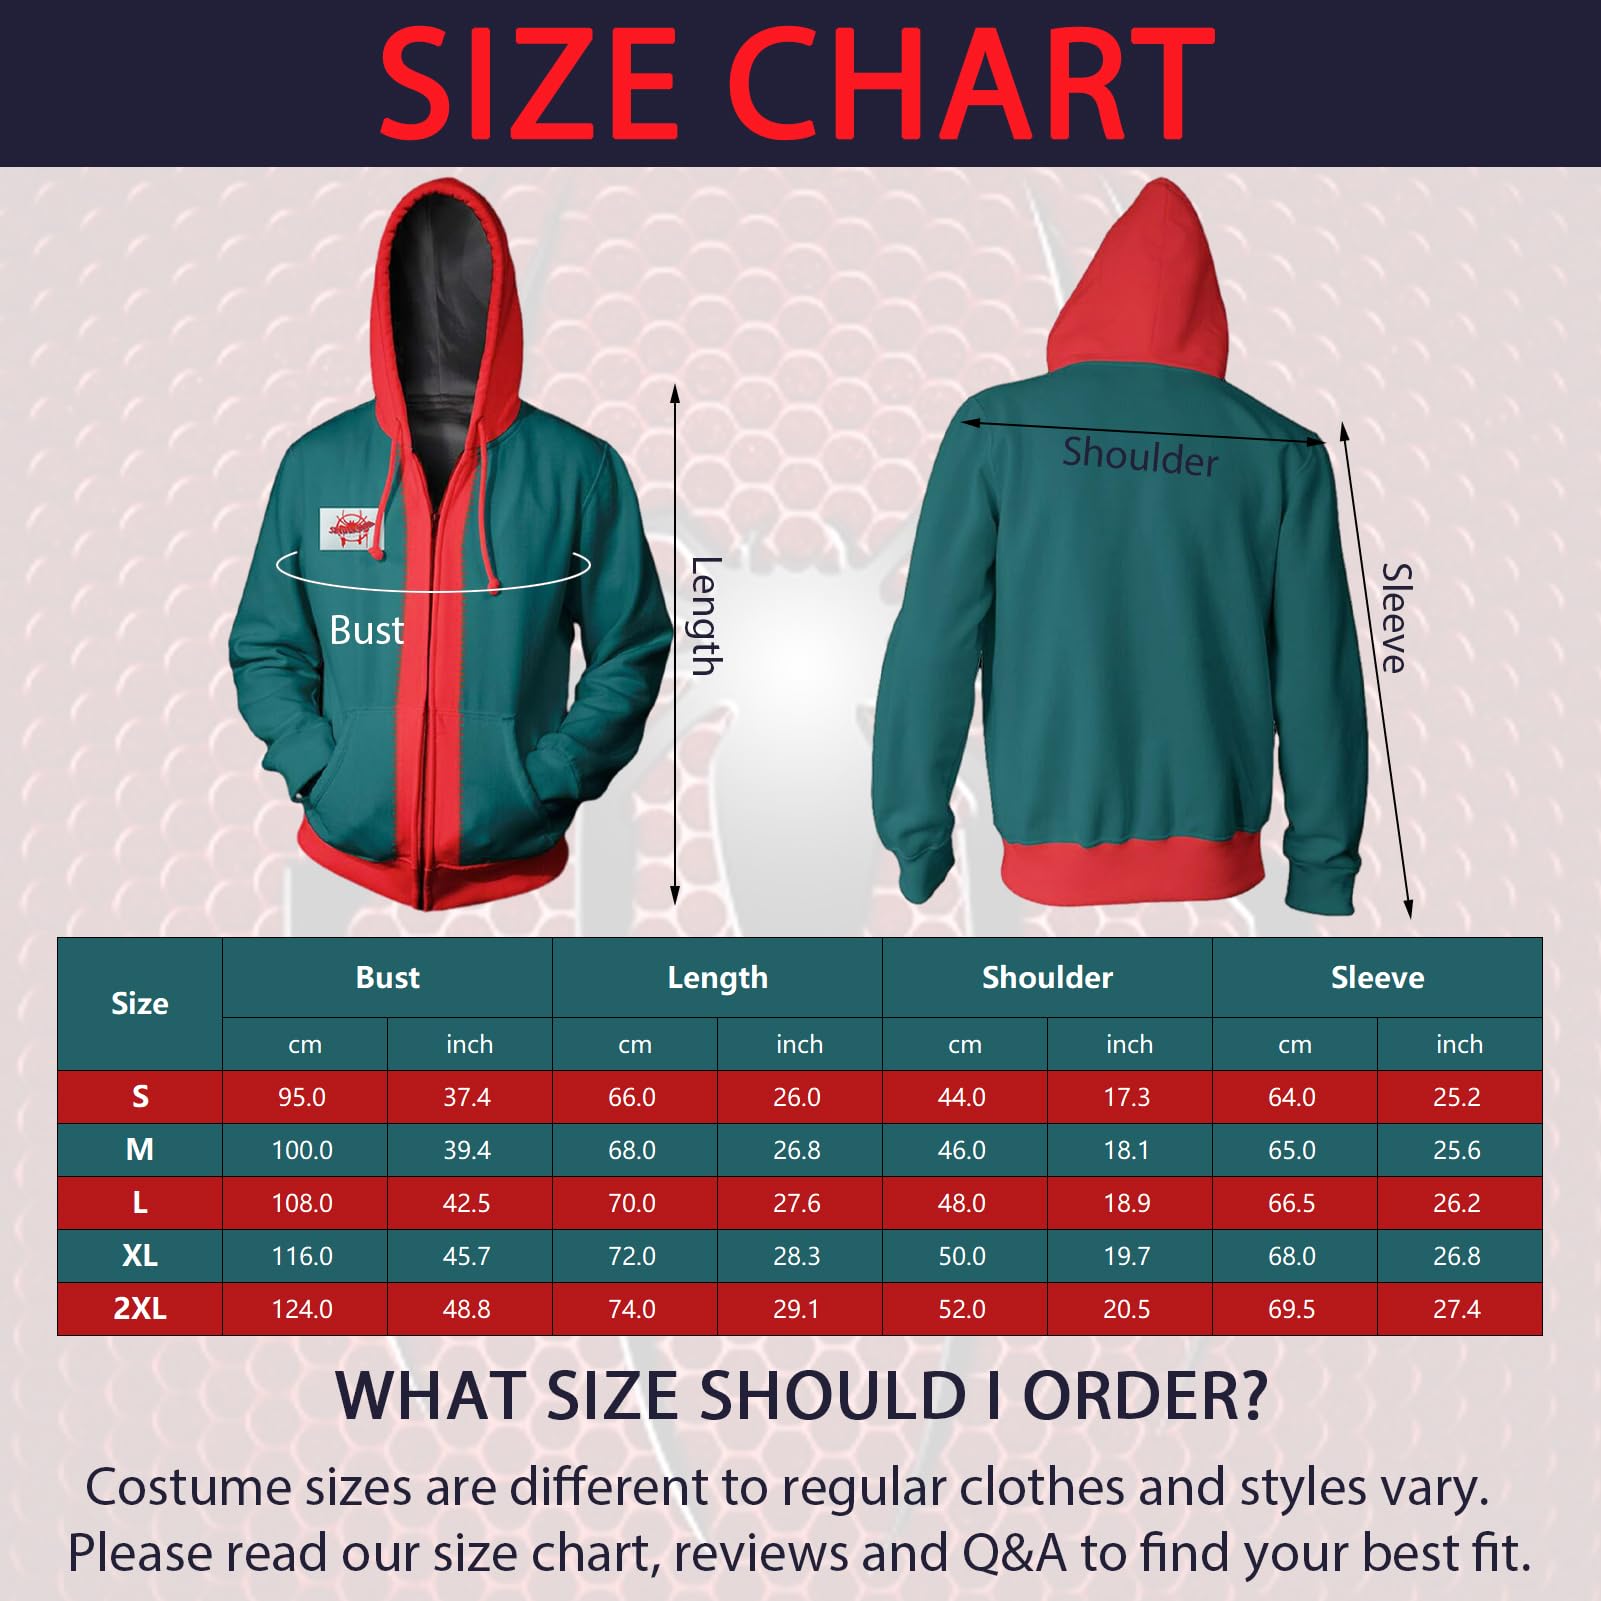 SIZE CHART
Bust
Length
Shoulder
Sleeve
Size Bust Length Shoulder Sleeve
cm inch cm inch cm inch cm inch
S 95.0 37.4 66.0 26.0 44.0 17.3 64.0 25.2
M 100.0 39.4 68.0 26.8 46.0 18.1 65.0 25.6
L 108.0 42.5 70.0 27.6 48.0 18.9 66.5 26.2
XL 116.0 45.7 72.0 28.3 50.0 19.7 68.0 26.8
2XL 124.0 48.8 74.0 29.1 52.0 20.5 69.5 27.4
WHAT SIZE SHOULD I ORDER?
Costume sizes are different to regular clothes and styles vary.
Please read our size chart, reviews and Q&A to find your best fit.